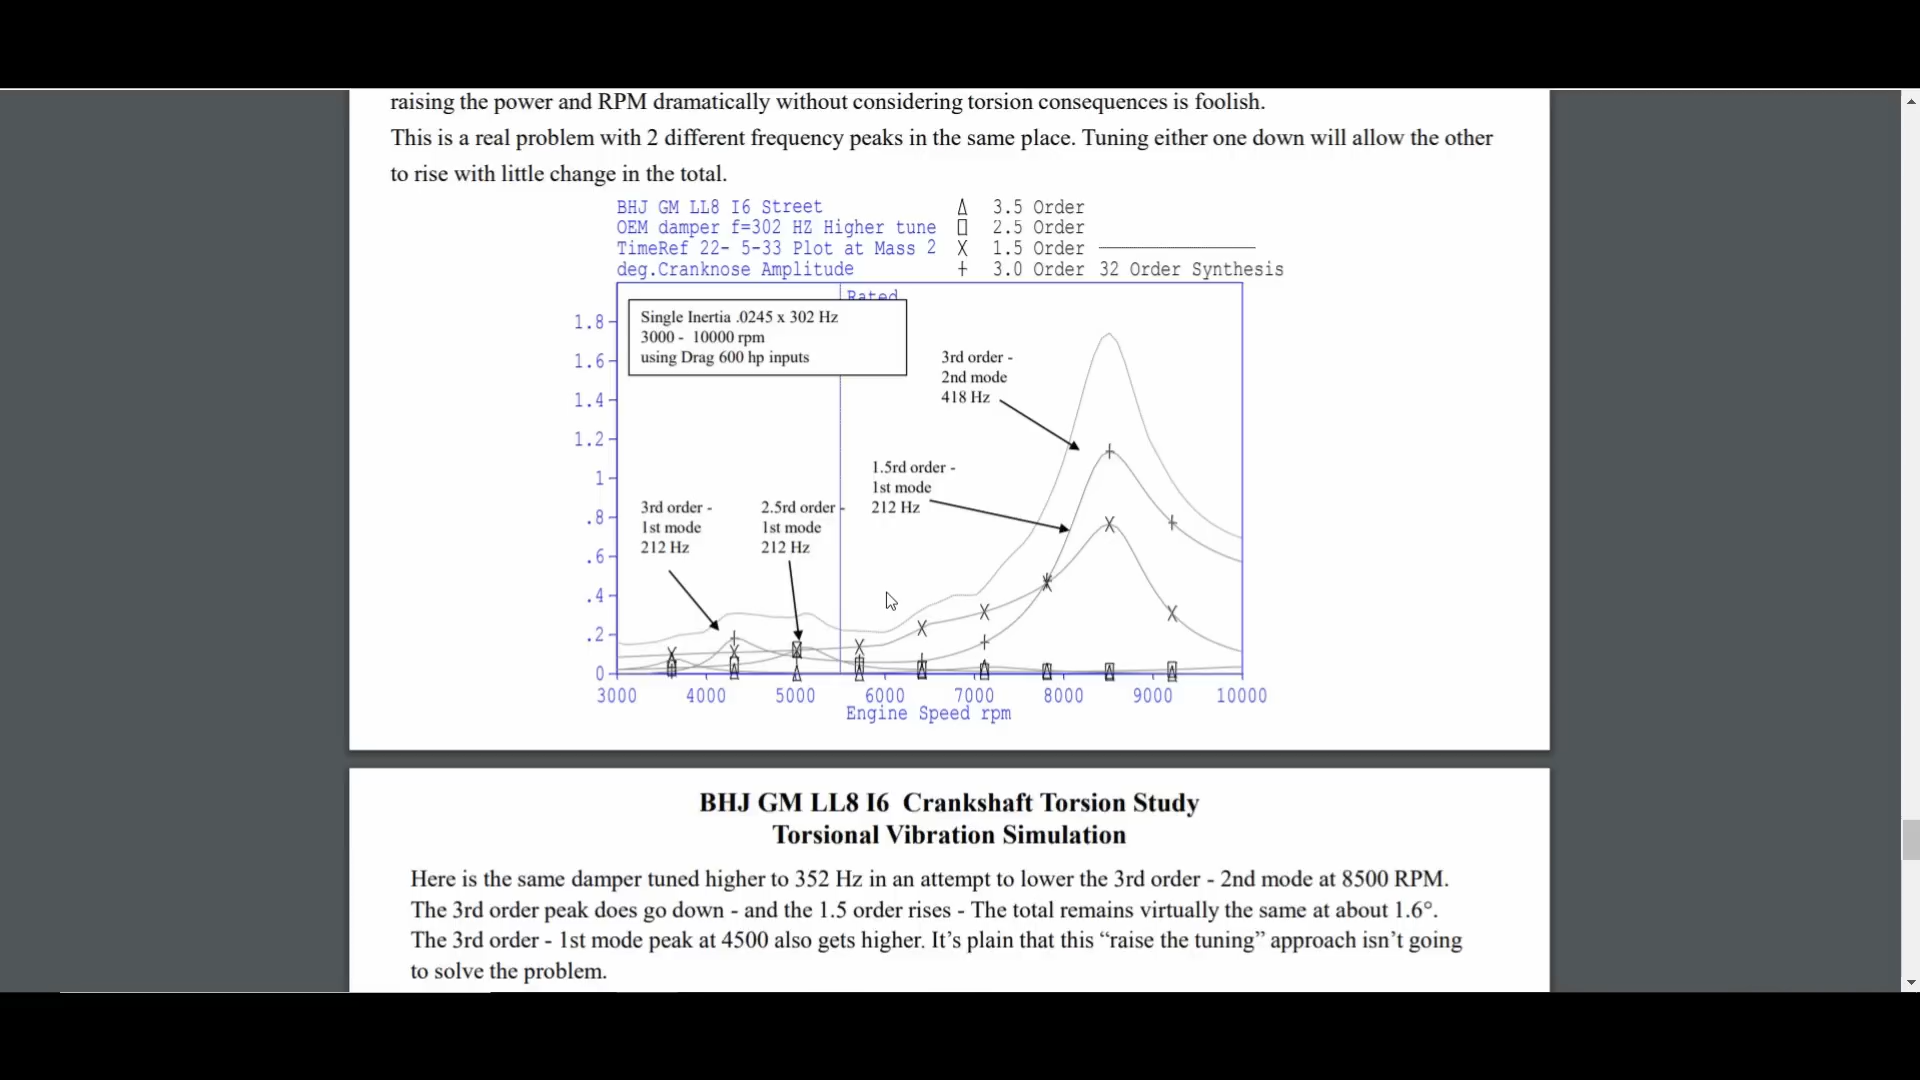 raising the power and RPM dramatically without considering torsion consequences is foolish.
This is a real problem with 2 different frequency peaks in the same place. Tuning either one down will allow the other
to rise with little change in the total.
BHJ GM LL8 I6 Street
OEM damper f=302 HZ Higher tune
TimeRef 22- 5-33 Plot at Mass 2
deg.Cranknose Amplitude
3.5 Order
2.5 Order
X 1.5 Order
+ 3.0 Order 32 Order Synthesis
Rated
Single Inertia .0245 x 302 Hz
3000 - 10000 rpm
using Drag 600 hp inputs
3rd order -
2nd mode
418 Hz
1.5rd order -
1st mode
212 Hz
3rd order -
1st mode
212 Hz
2.5rd order -
1st mode
212 Hz
1.8
1.6
1.4
1.2
1
.8
.6
.4
.2
0
3000 4000 5000 6000 7000 8000 9000 10000
Engine Speed rpm
BHJ GM LL8 I6 Crankshaft Torsion Study
Torsional Vibration Simulation
Here is the same damper tuned higher to 352 Hz in an attempt to lower the 3rd order - 2nd mode at 8500 RPM.
The 3rd order peak does go down - and the 1.5 order rises - The total remains virtually the same at about 1.6°.
The 3rd order - 1st mode peak at 4500 also gets higher. It’s plain that this “raise the tuning” approach isn’t going
to solve the problem.